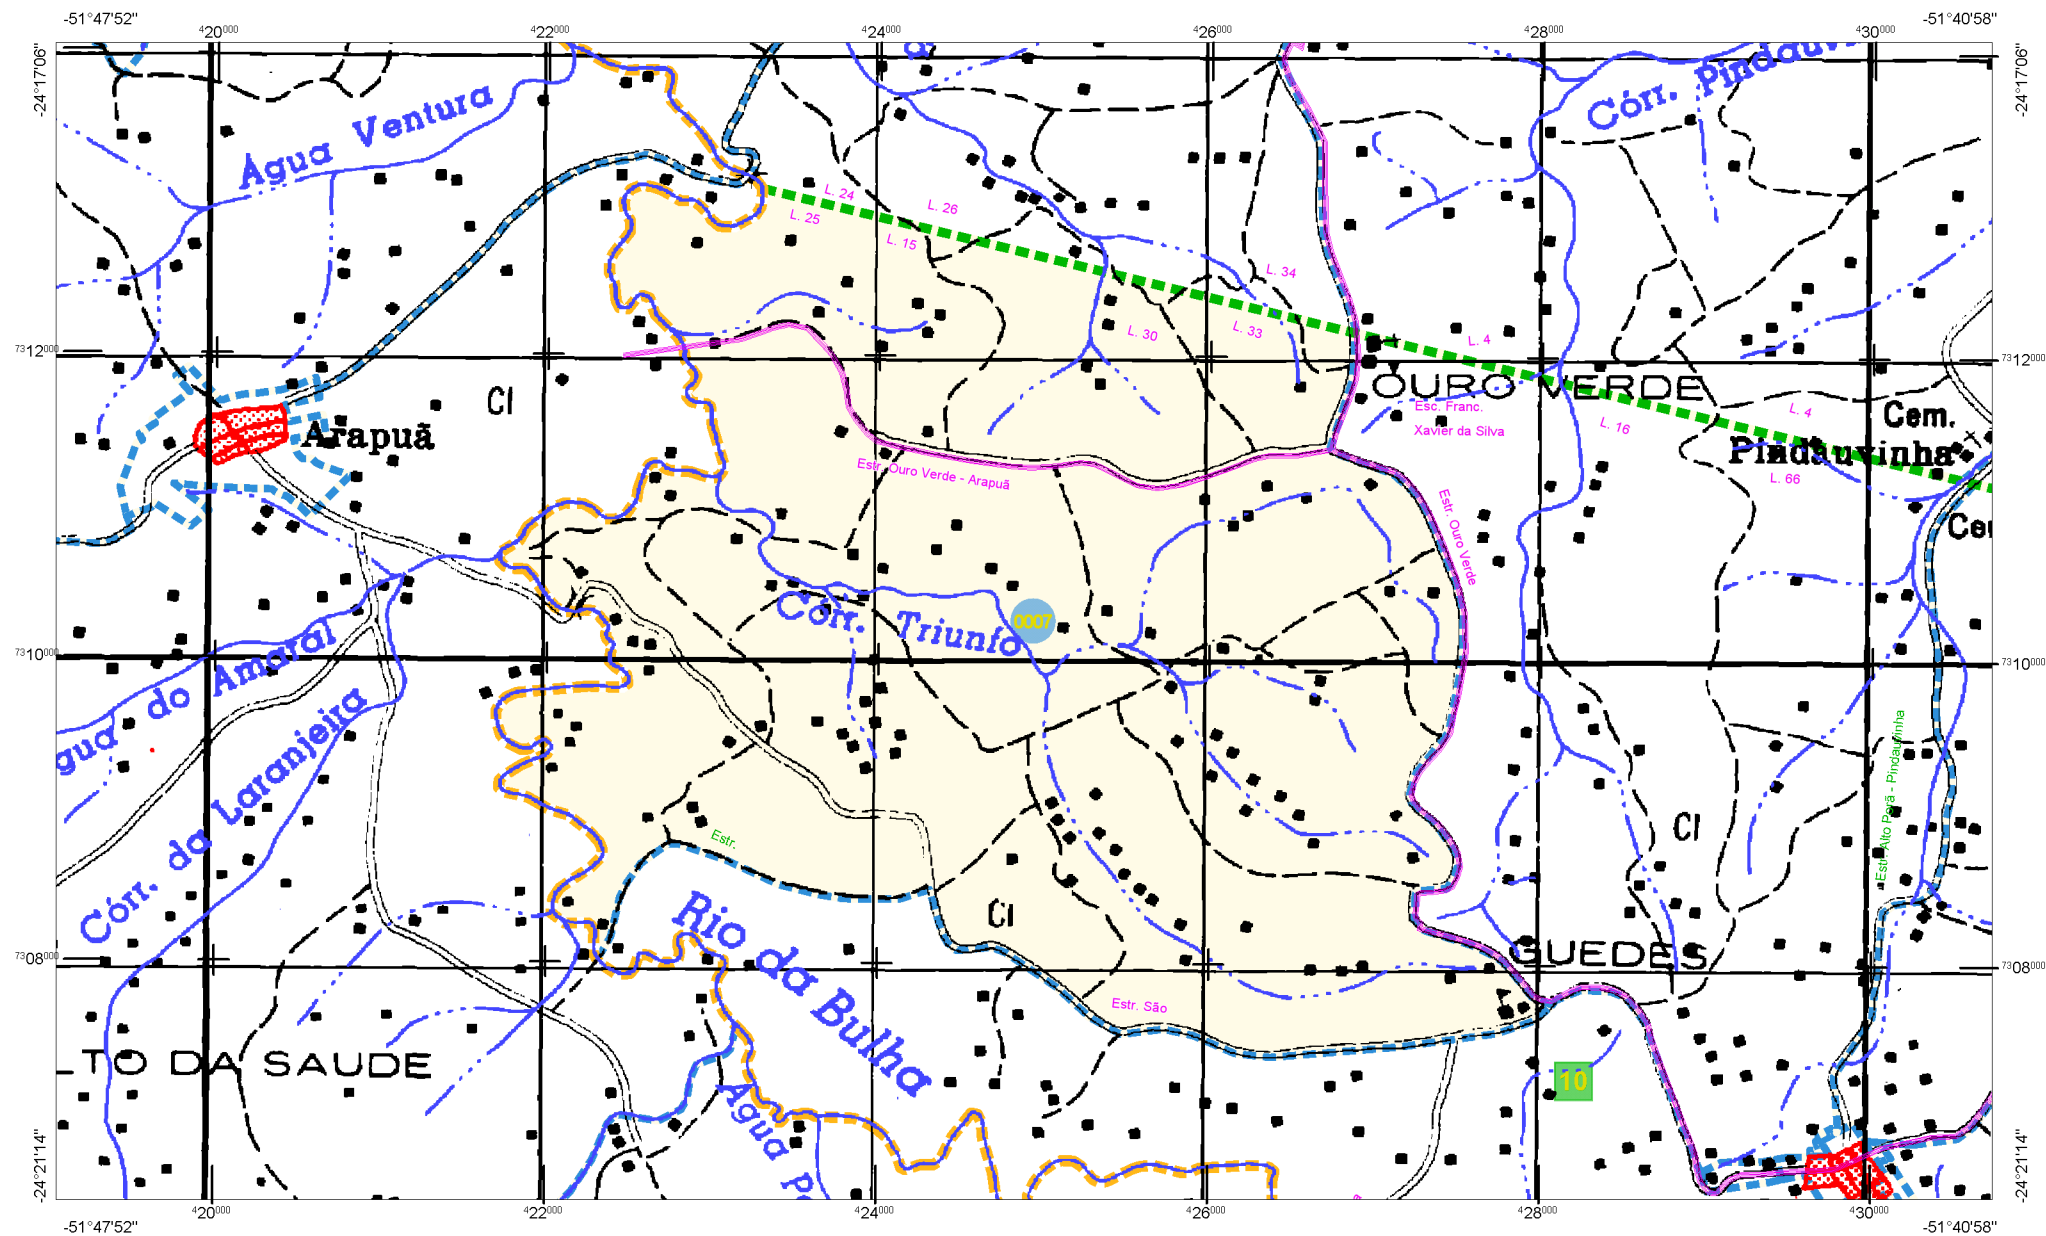 -51°47'52"
-51°40'58"
420000
422000
424000
426000
428000
430000
-24°17'06"
-24°17'06"
Córr. Pindauvi
Água Ventura
L. 24
L. 25
L. 26
L. 15
L. 34
L. 30
L. 33
L. 4
7312000
7312000
OURO VERDE
CI
Esc. Franc.
Xavier da Silva
L. 4
L. 16
Cem.
Arapuã
Pindauvinha
L. 66
Estr. Ouro Verde - Arapuã
Estr. Ouro Verde
Cer
0007
Córr. Triunfo
7310000
7310000
gua do Amaral
Córr. da Laranjeira
Estr. Alto Porã - Pindauvinha
CI
Estr.
CI
Rio da Bulha
GUEDES
7308000
7308000
Estr. São
TO DA SAUDE
10
Água Po
-24°21'14"
-24°21'14"
420000
422000
424000
426000
428000
430000
-51°47'52"
-51°40'58"